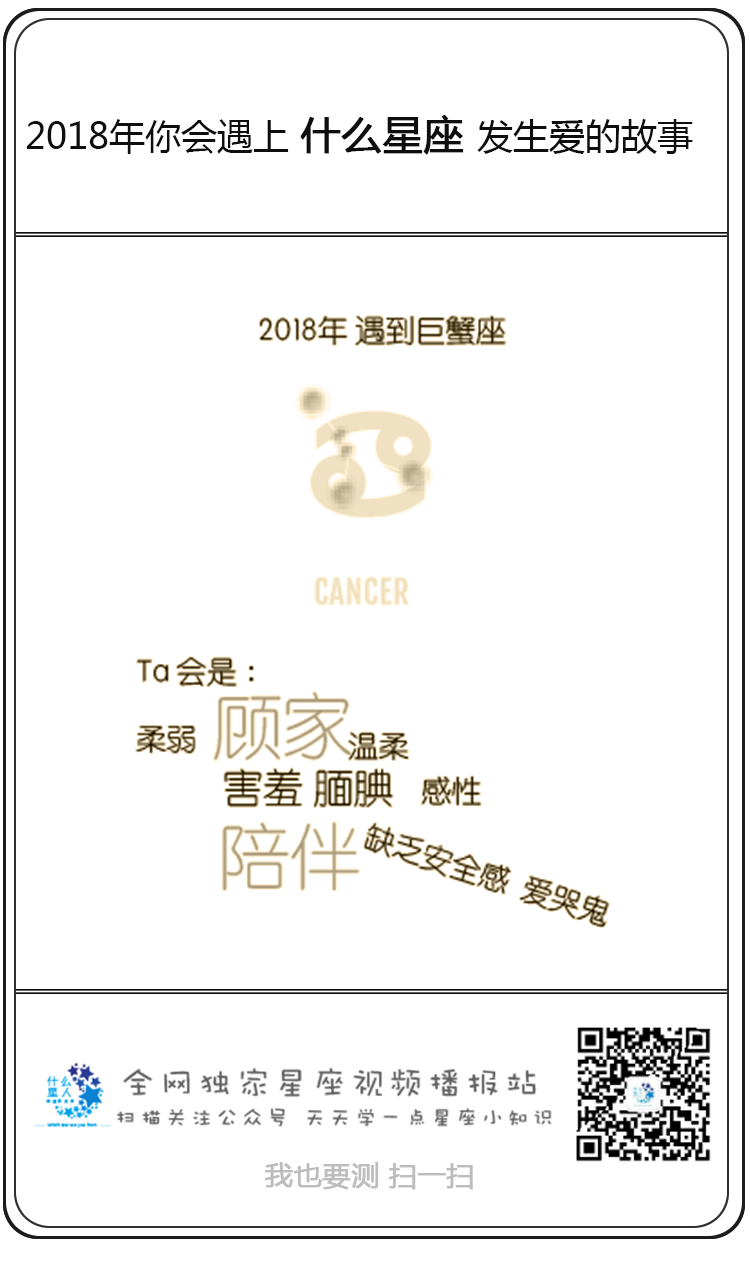 2018年你会遇上 什么星座 发生爱的故事
2018年 遇到巨蟹座
CANCER
Ta 会是：
柔弱 顾家 温柔
害羞 腼腆 感性
陪伴 缺乏安全感 爱哭鬼
什么
星人
全网独家星座视频播报站
扫描关注公众号 天天学一点星座小知识
我也要测 扫一扫